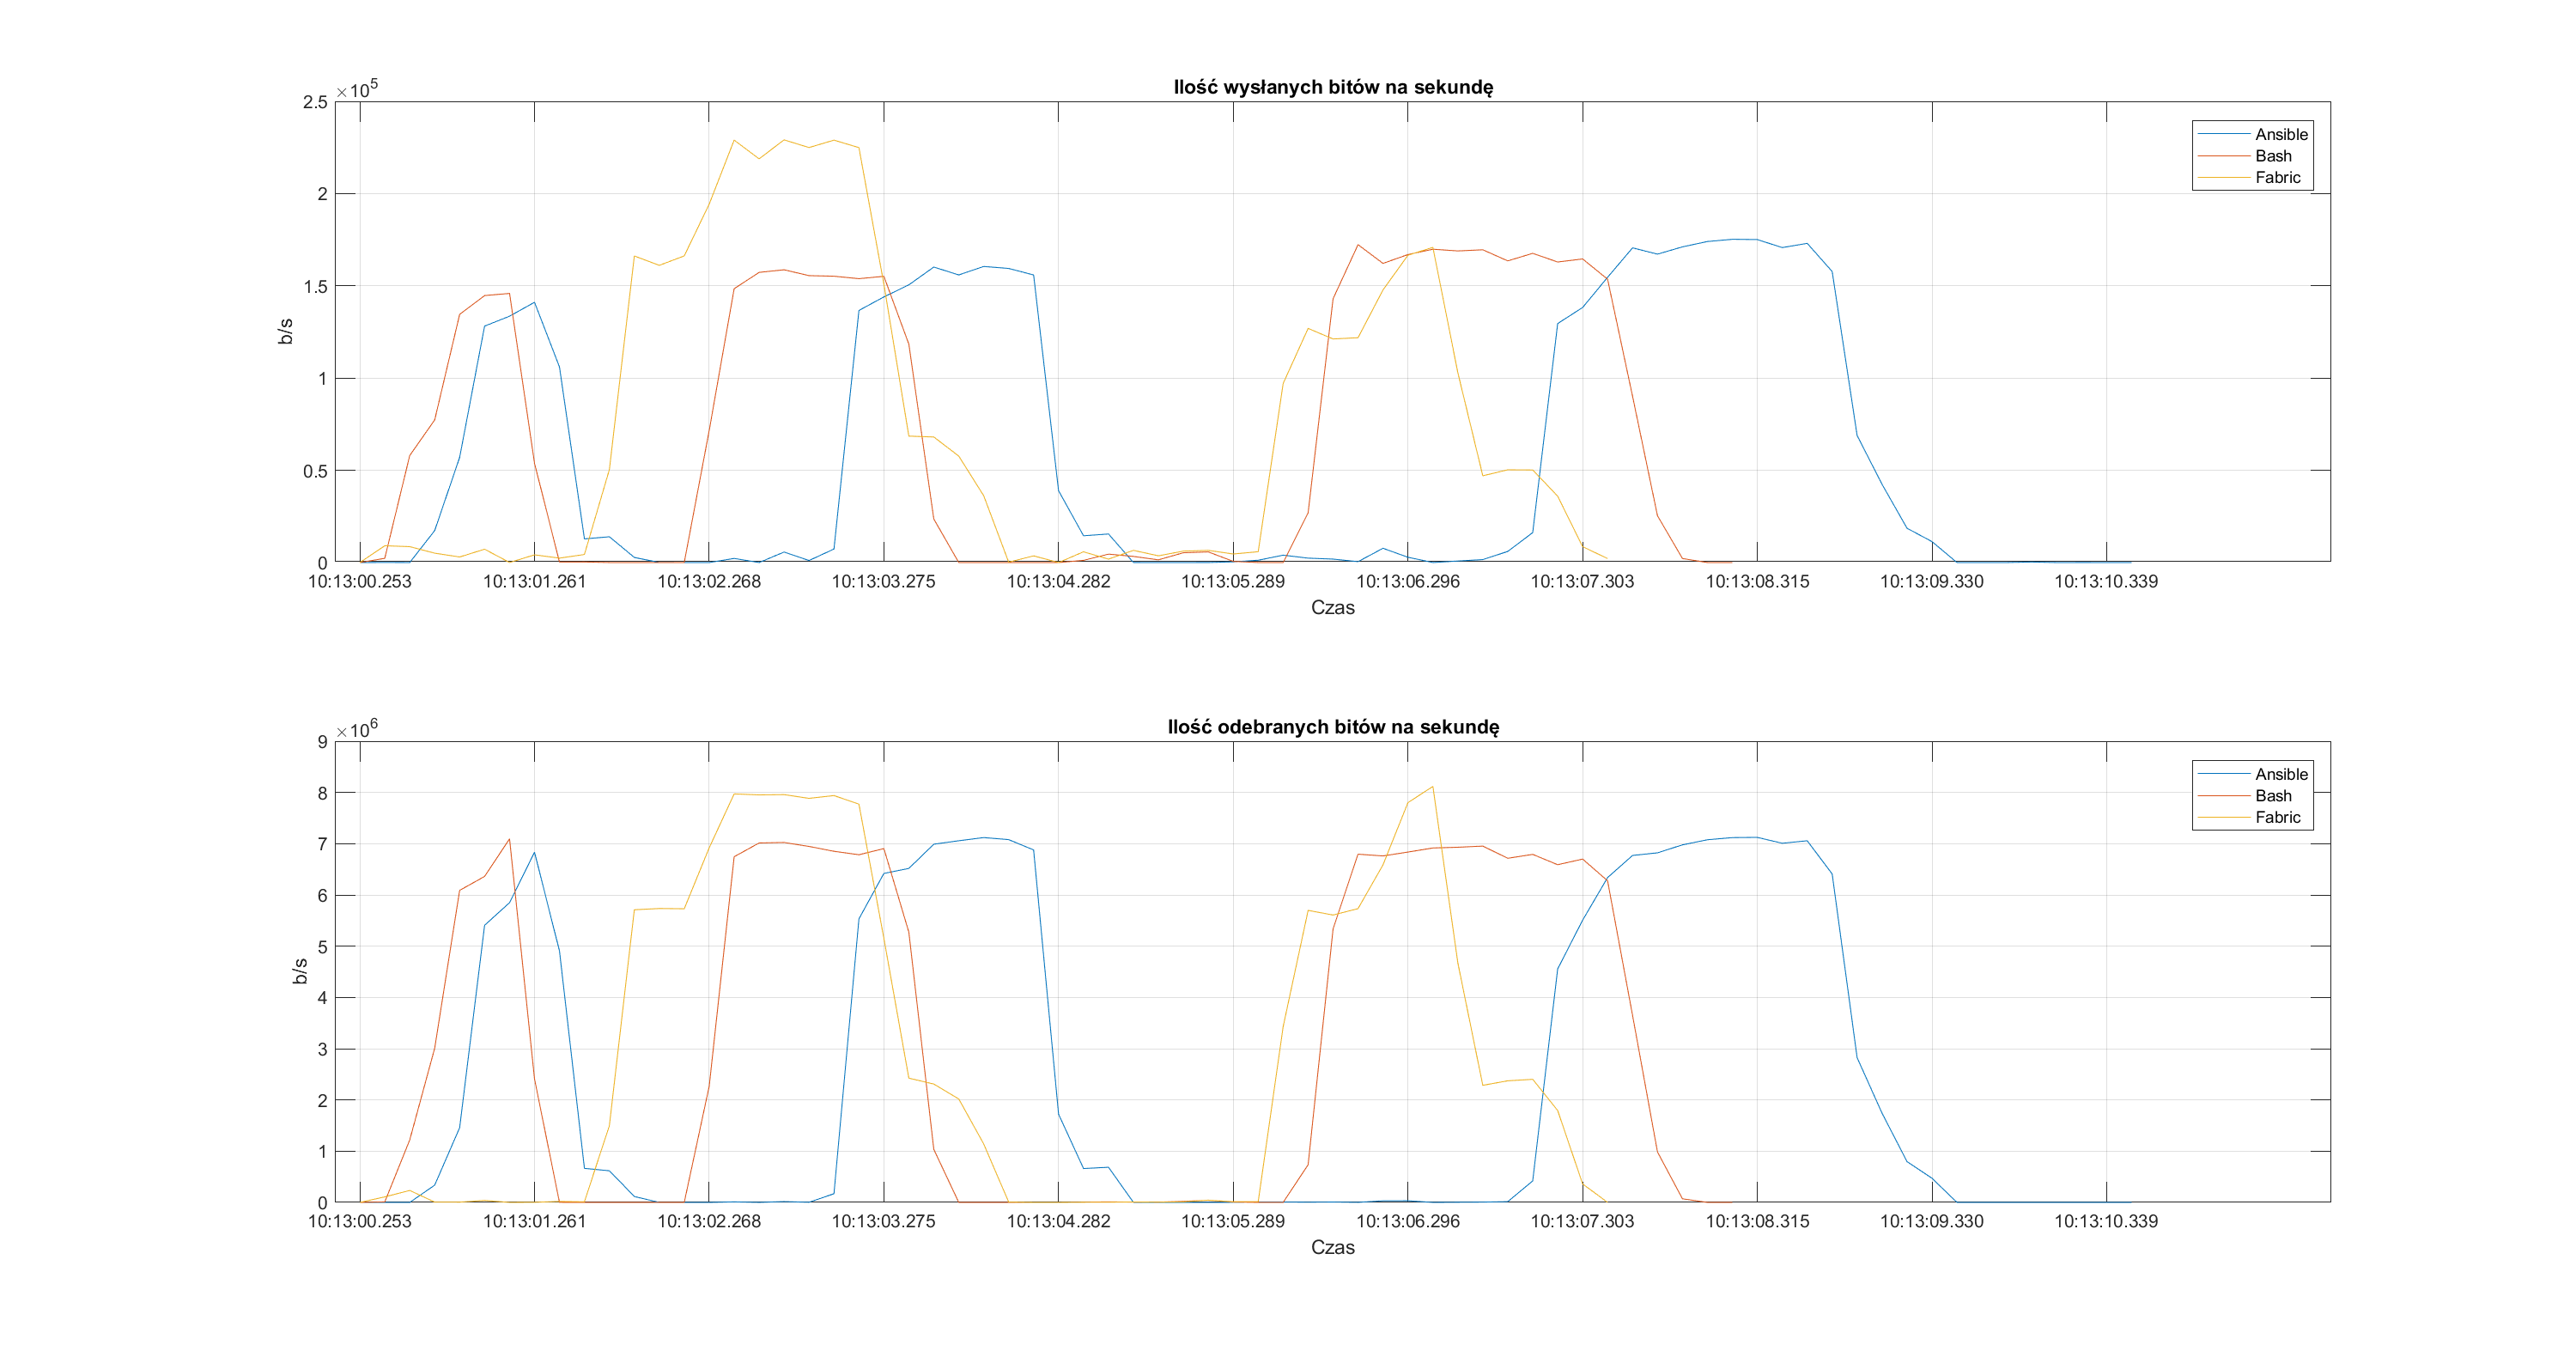 Ilość wysłanych bitów na sekundę
×10^5
2.5
2
1.5
1
0.5
0
b/s
Ansible
Bash
Fabric
10:13:00.253 10:13:01.261 10:13:02.268 10:13:03.275 10:13:04.282 10:13:05.289 10:13:06.296 10:13:07.303 10:13:08.315 10:13:09.330 10:13:10.339
Czas
Ilość odebranych bitów na sekundę
×10^6
9
8
7
6
5
4
3
2
1
0
b/s
Ansible
Bash
Fabric
10:13:00.253 10:13:01.261 10:13:02.268 10:13:03.275 10:13:04.282 10:13:05.289 10:13:06.296 10:13:07.303 10:13:08.315 10:13:09.330 10:13:10.339
Czas